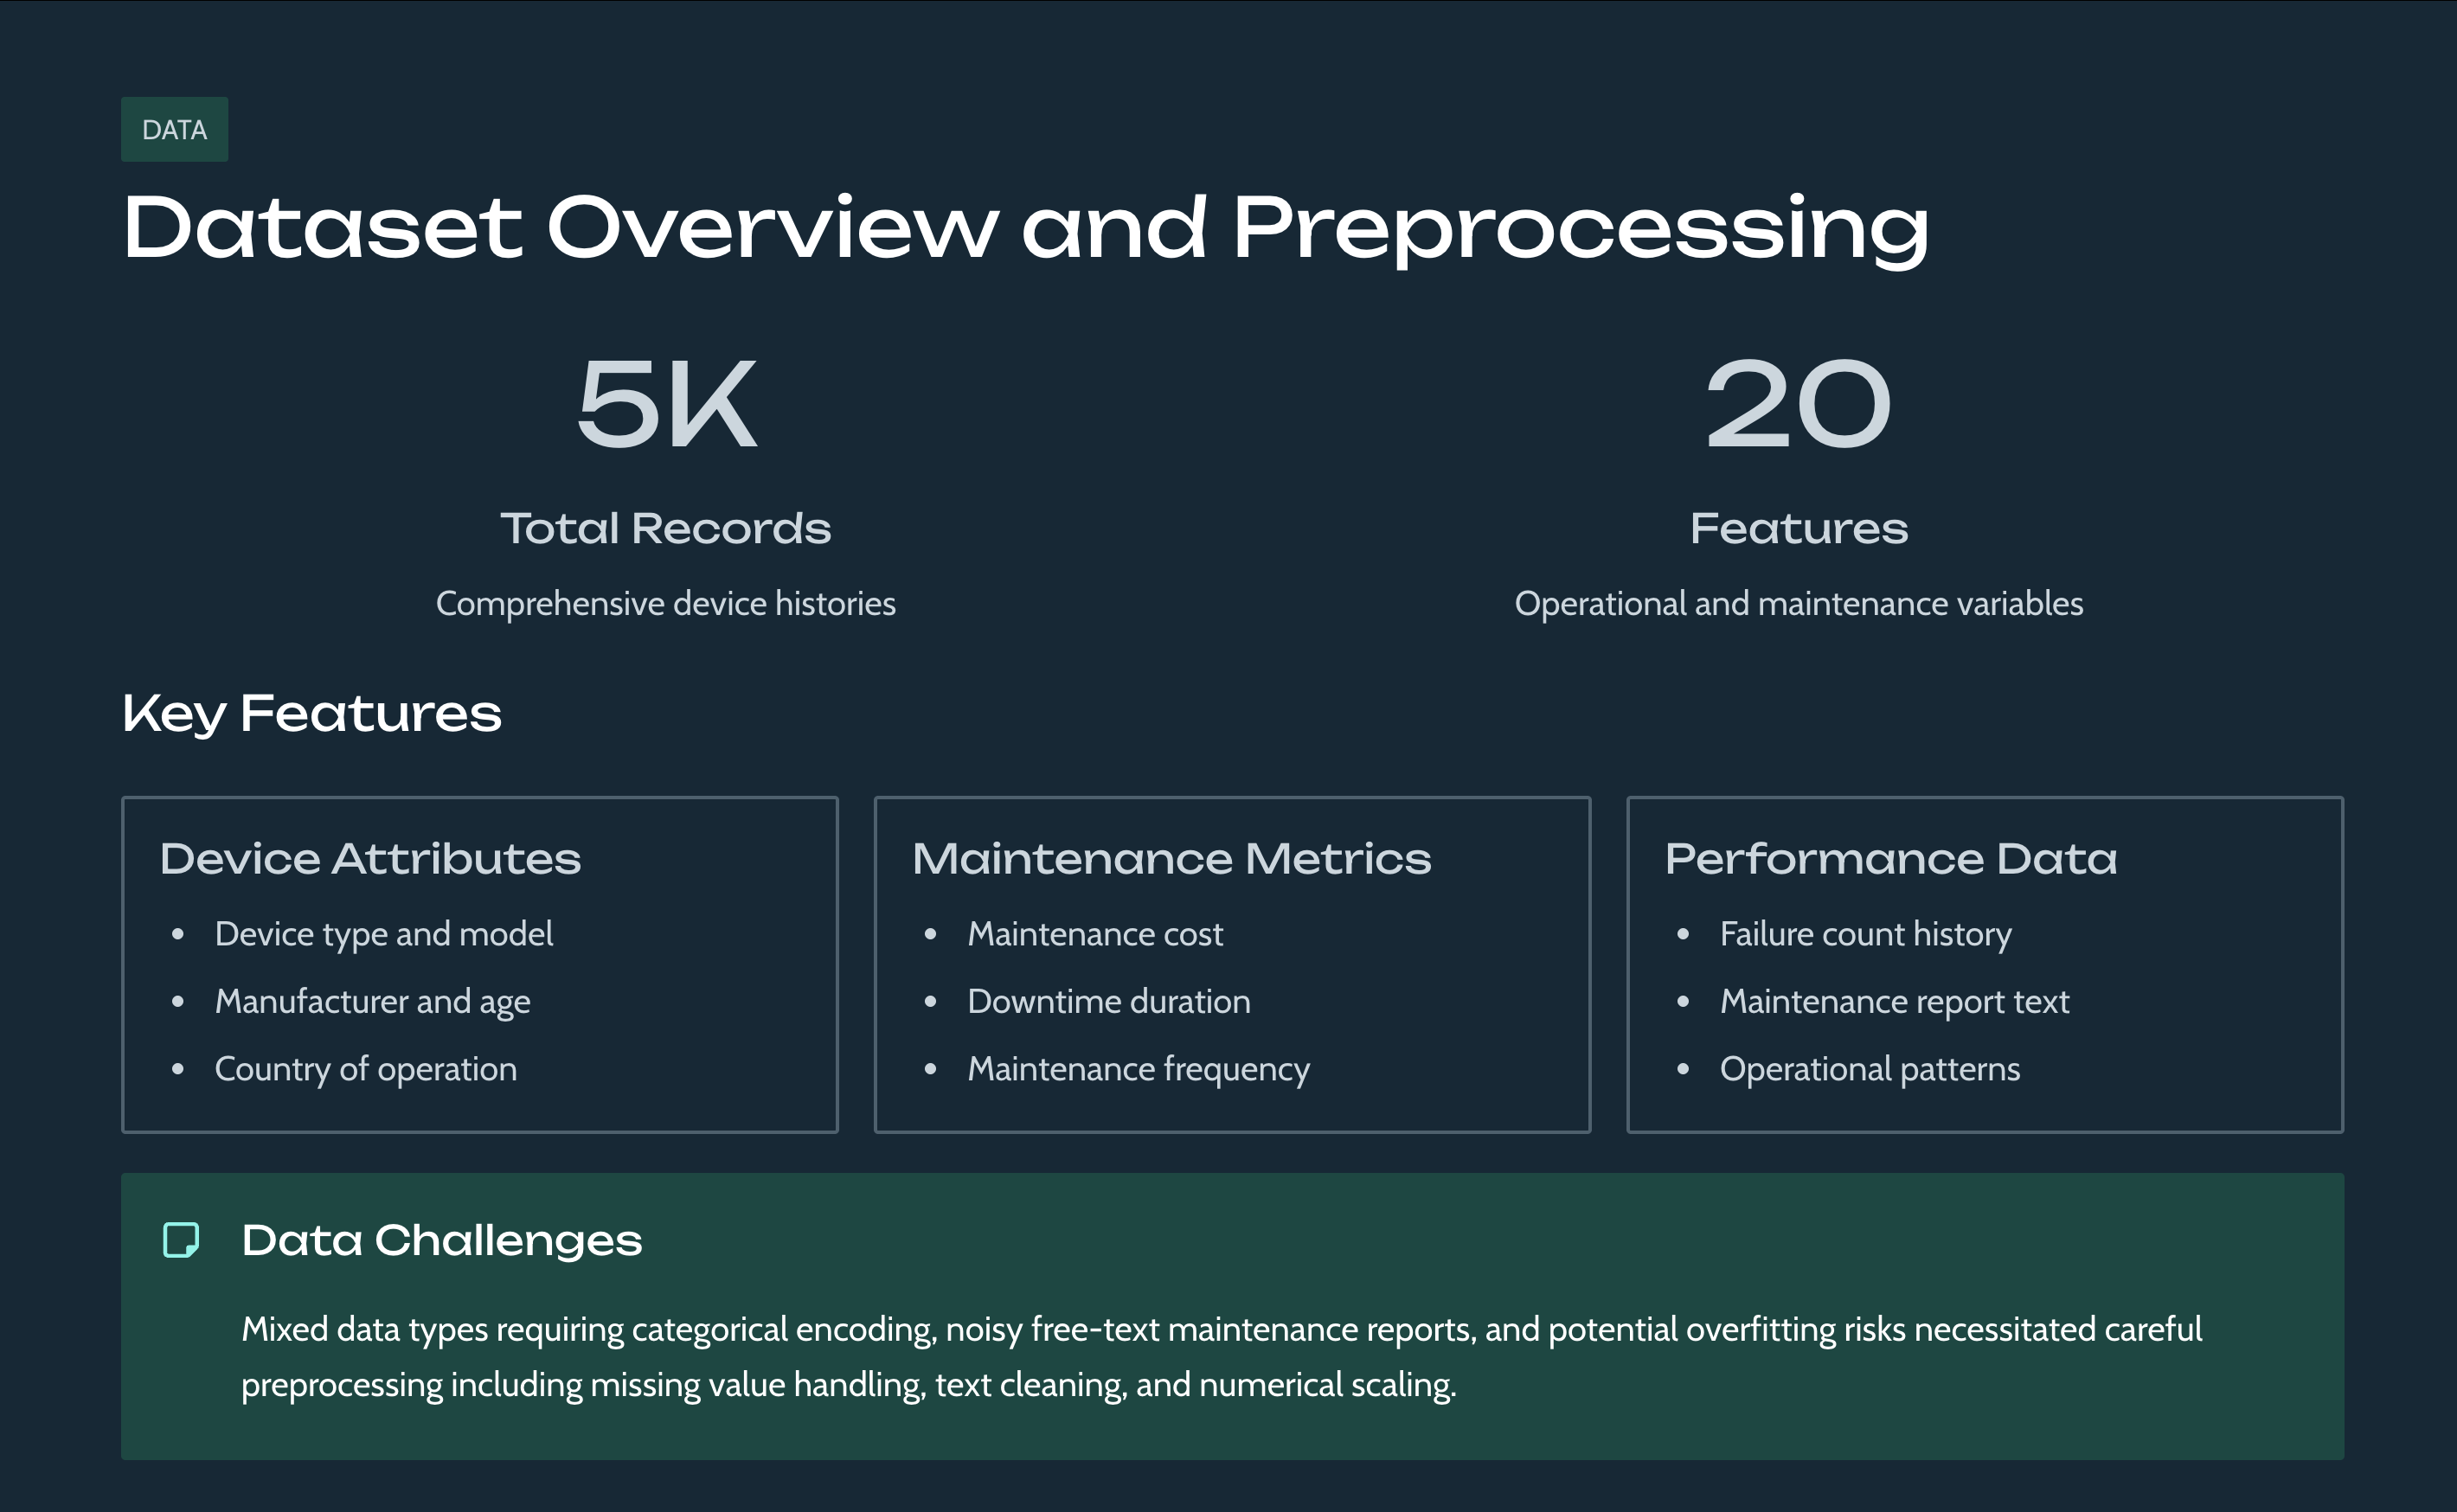 DATA
Dataset Overview and Preprocessing
5K
Total Records
Comprehensive device histories
20
Features
Operational and maintenance variables
Key Features
Device Attributes
Device type and model
Manufacturer and age
Country of operation
Maintenance Metrics
Maintenance cost
Downtime duration
Maintenance frequency
Performance Data
Failure count history
Maintenance report text
Operational patterns
Data Challenges
Mixed data types requiring categorical encoding, noisy free-text maintenance reports, and potential overfitting risks necessitated careful
preprocessing including missing value handling, text cleaning, and numerical scaling.